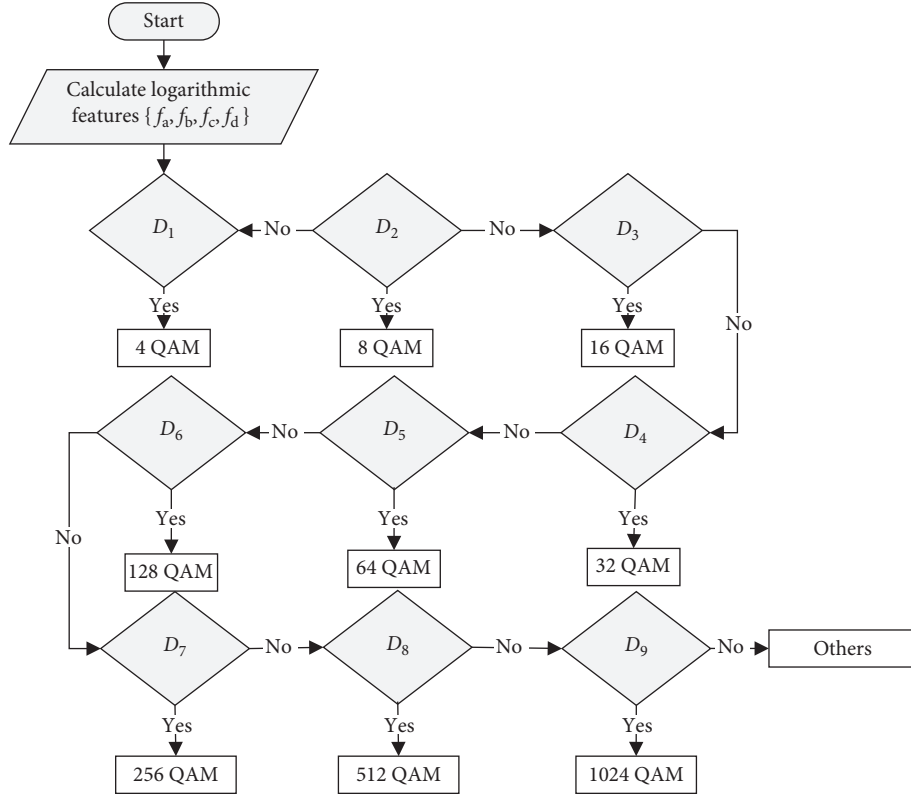 Start
Calculate logarithmic
features {fa, fb, fc, fd}
D1
No
D2
No
D3
Yes
Yes
Yes
No
4 QAM
8 QAM
16 QAM
D6
No
D5
No
D4
No
Yes
Yes
Yes
128 QAM
64 QAM
32 QAM
D7
No
D8
No
D9
No
Others
Yes
Yes
Yes
256 QAM
512 QAM
1024 QAM